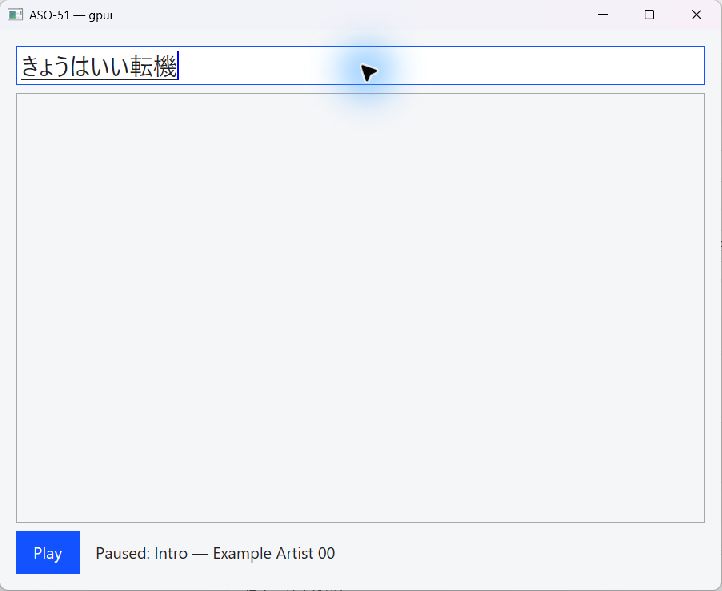 ASO-51 — gpui
きょうはいい転機
Play
Paused: Intro — Example Artist 00